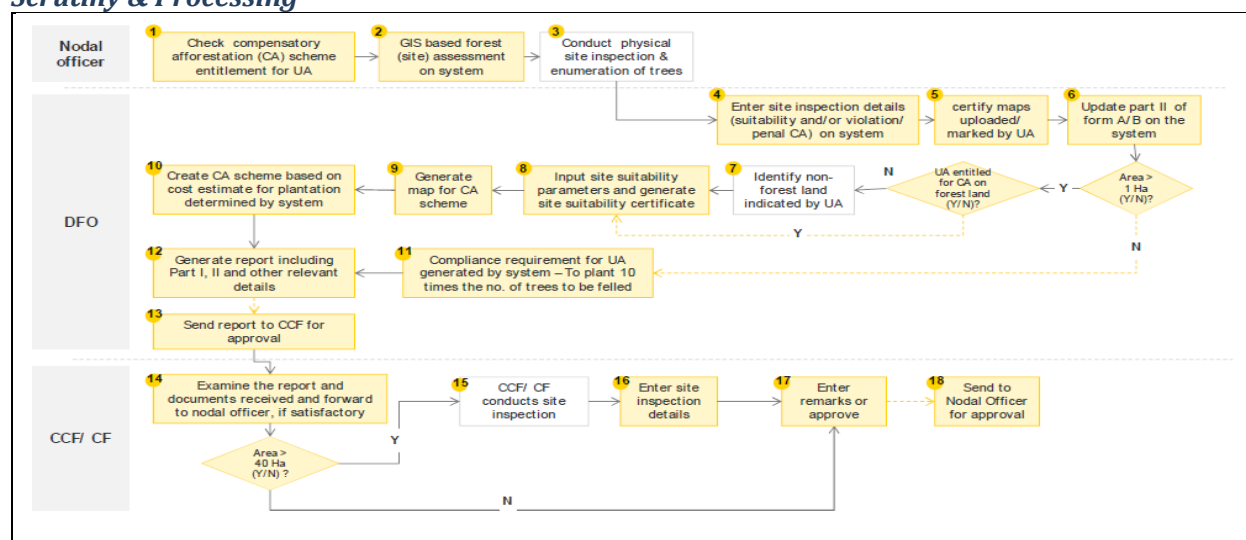 Scrutiny & Processing
Nodal
officer
1
Check compensatory
afforestation (CA) scheme
entitlement for UA
2
GIS based forest
(site) assessment
on system
3
Conduct physical
site inspection &
enumeration of trees
DFO
4
Enter site inspection details
(suitability and/or violation/
penal CA) on system
5
certify maps
uploaded/
marked by UA
6
Update part II of
form A/B on the
system
Area >
1 Ha
(Y/N)?
Y
N
UA entitled
for CA on
forest land
(Y/N)?
N
Y
7
Identify non-
forest land
indicated by UA
8
Input site suitability
parameters and generate
site suitability certificate
9
Generate
map for CA
scheme
10
Create CA scheme based on
cost estimate for plantation
determined by system
11
Compliance requirement for UA
generated by system – To plant 10
times the no. of trees to be felled
12
Generate report including
Part I, II and other relevant
details
13
Send report to CCF for
approval
CCF/ CF
14
Examine the report and
documents received and forward
to nodal officer, if satisfactory
Area >
40 Ha
(Y/N) ?
Y
N
15
CCF/ CF
conducts site
inspection
16
Enter site
inspection
details
17
Enter
remarks or
approve
18
Send to
Nodal Officer
for approval